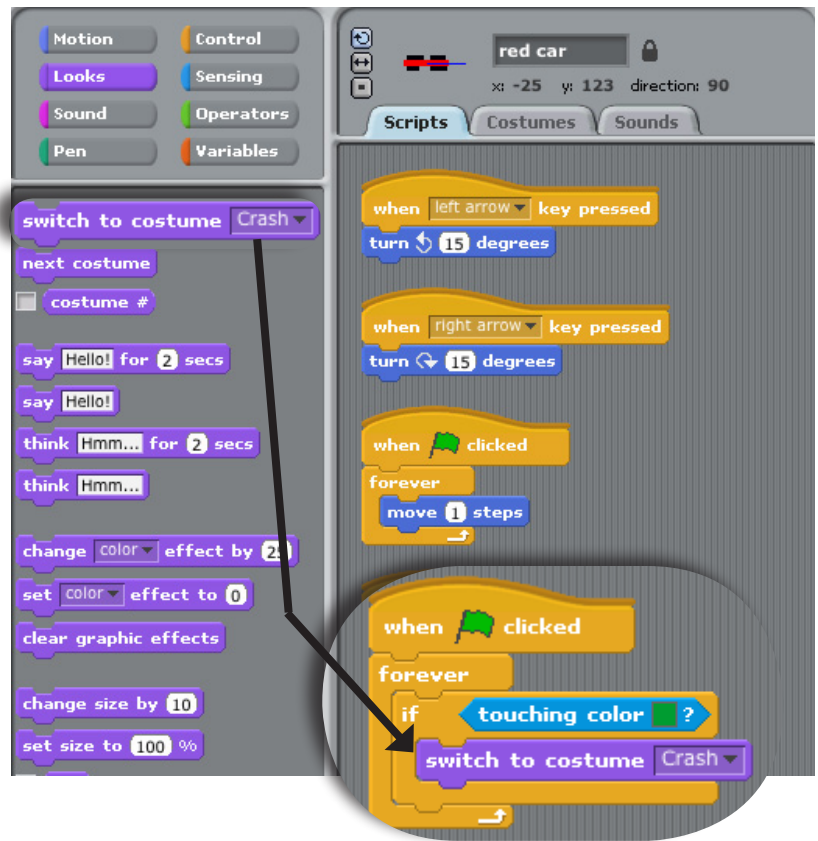 Motion
Control
Looks
Sensing
Sound
Operators
Pen
Variables
switch to costume Crash
next costume
costume #
say Hello! for 2 secs
say Hello!
think Hmm... for 2 secs
think Hmm...
change color effect by 25
set color effect to 0
clear graphic effects
change size by 10
set size to 100 %
red car
x: -25 y: 123 direction: 90
Scripts Costumes Sounds
when left arrow key pressed
turn 15 degrees
when right arrow key pressed
turn 15 degrees
when clicked
forever
move 1 steps
when clicked
forever
if touching color ?
switch to costume Crash